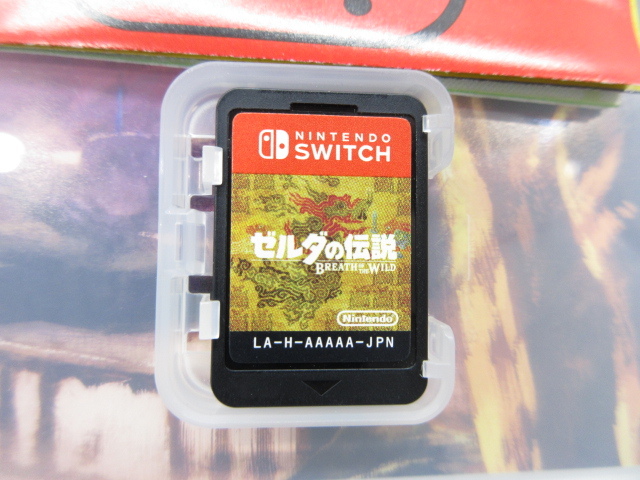 NINTENDO
SWITCH
ゼルダの伝説
BREATH OF THE WILD
Nintendo
LA-H-AAAAA-JPN